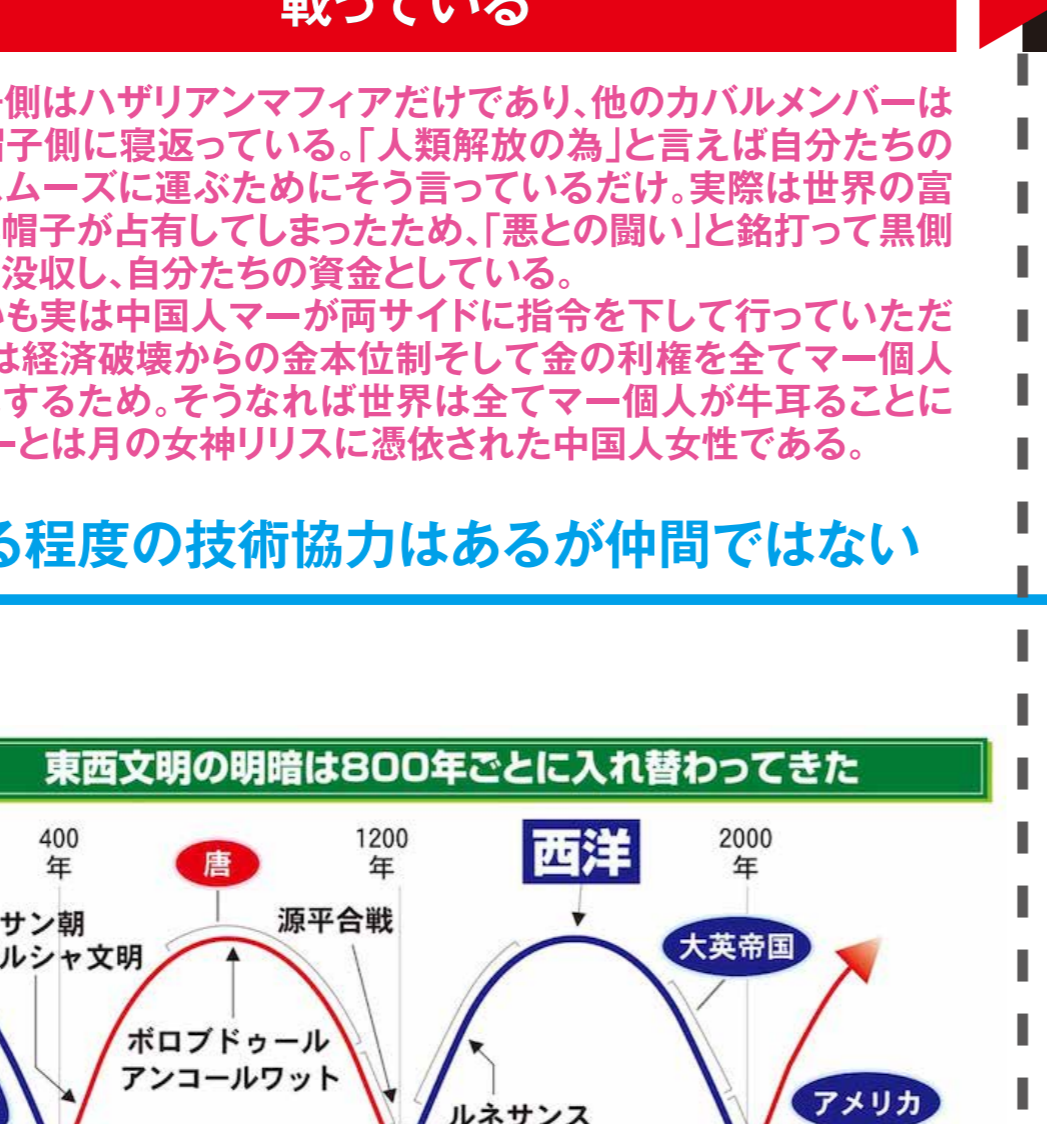 戦っている
側はハザリアンマフィアだけであり、他のカバルメンバーは
帽子側に寝返っている。「人類解放の為」と言えば自分たちの
ムーズに運ぶためにそう言っているだけ。実際は世界の富
帽子が占有してしまったため、「悪との闘い」と銘打って黒側
没収し、自分たちの資金としている。
いも実は中国人マーが両サイドに指令を下して行っていただ
は経済破壊からの金本位制そして金の利権を全てマー個人
するため。そうなれば世界は全てマー個人が牛耳ることに
ーとは月の女神リリスに憑依された中国人女性である。
る程度の技術協力はあるが仲間ではない
東西文明の明暗は800年ごとに入れ替わってきた
400
年
唐
1200
年
西洋
2000
年
サン朝
ルシャ文明
源平合戦
大英帝国
ボロブドゥール
アンコールワット
ルネサンス
アメリカ